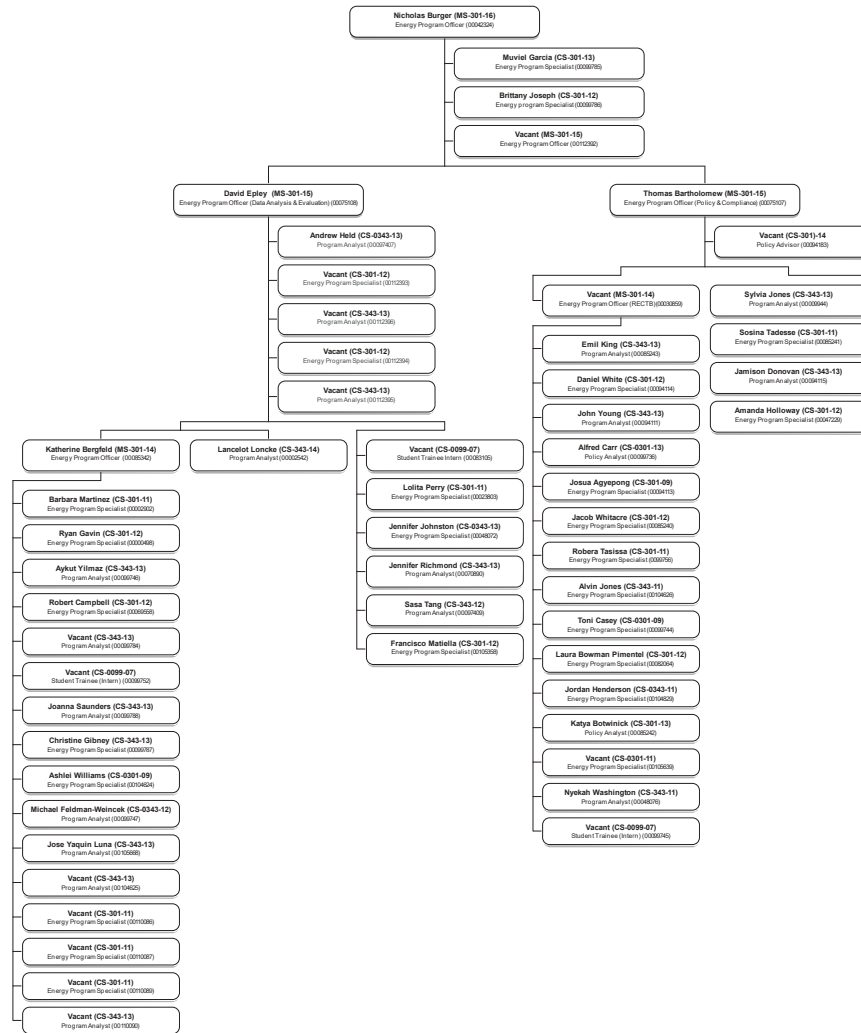 Nicholas Burger (MS-301-16)
Energy Program Officer (00042324)
Muviel Garcia (CS-301-13)
Energy Program Specialist (00099785)
Brittany Joseph (CS-301-12)
Energy program Specialist (00099786)
Vacant (MS-301-15)
Energy Program Officer (00112392)
David Epley (MS-301-15)
Energy Program Officer (Data Analysis & Evaluation) (00075108)
Andrew Held (CS-0343-13)
Program Analyst (00097407)
Vacant (CS-301-12)
Energy Program Specialist (00112393)
Vacant (CS-343-13)
Program Analyst (00112396)
Vacant (CS-301-12)
Energy Program Specialist (00112394)
Vacant (CS-343-13)
Program Analyst (00112395)
Katherine Bergfeld (MS-301-14)
Energy Program Officer (00085342)
Barbara Martinez (CS-301-11)
Energy Program Specialist (00002902)
Ryan Gavin (CS-301-12)
Energy Program Specialist (00000498)
Aykut Yilmaz (CS-343-13)
Program Analyst (00099746)
Robert Campbell (CS-301-12)
Energy Program Specialist (00069558)
Vacant (CS-343-13)
Program Analyst (00099784)
Vacant (CS-0099-07)
Student Trainee (Intern) (00099752)
Joanna Saunders (CS-343-13)
Program Analyst (00099788)
Christine Gibney (CS-343-13)
Energy Program Specialist (00099787)
Ashlei Williams (CS-0301-09)
Energy Program Specialist (00104624)
Michael Feldman-Weincek (CS-0343-12)
Program Analyst (00099747)
Jose Yaquin Luna (CS-343-13)
Program Analyst (00105668)
Vacant (CS-343-13)
Program Analyst (00104625)
Vacant (CS-301-11)
Energy Program Specialist (00110086)
Vacant (CS-301-11)
Energy Program Specialist (00110087)
Vacant (CS-301-11)
Energy Program Specialist (00110089)
Vacant (CS-343-13)
Program Analyst (00110090)
Lancelot Loncke (CS-343-14)
Program Analyst (00002542)
Vacant (CS-0099-07)
Student Trainee Intern (00083105)
Lolita Perry (CS-301-11)
Energy Program Specialist (00023803)
Jennifer Johnston (CS-0343-13)
Energy Program Specialist (00048072)
Jennifer Richmond (CS-343-13)
Program Analyst (00070890)
Sasa Tang (CS-343-12)
Program Analyst (00097409)
Francisco Matiella (CS-301-12)
Energy Program Specialist (00105358)
Thomas Bartholomew (MS-301-15)
Energy Program Officer (Policy & Compliance) (00075107)
Vacant (CS-301)-14
Policy Advisor (00094183)
Vacant (MS-301-14)
Energy Program Officer (RECTB)(00030859)
Emil King (CS-343-13)
Program Analyst (00085243)
Daniel White (CS-301-12)
Energy Program Specialist (00094114)
John Young (CS-343-13)
Program Analyst (00094111)
Alfred Carr (CS-0301-13)
Policy Analyst (00099736)
Josua Agyepong (CS-301-09)
Energy Program Specialist (00094113)
Jacob Whitacre (CS-301-12)
Energy Program Specialist (00085240)
Robera Tasissa (CS-301-11)
Energy Program Specialist (0099756)
Alvin Jones (CS-343-11)
Energy Program Specialist (00104626)
Toni Casey (CS-0301-09)
Energy Program Specialist (00099744)
Laura Bowman Pimentel (CS-301-12)
Energy Program Specialist (00082064)
Jordan Henderson (CS-0343-11)
Energy Program Specialist (00104829)
Katya Botwinick (CS-301-13)
Policy Analyst (00085242)
Vacant (CS-0301-11)
Energy Program Specialist (00105639)
Nyekah Washington (CS-343-11)
Program Analyst (00048076)
Vacant (CS-0099-07)
Student Trainee (Intern) (00099745)
Sylvia Jones (CS-343-13)
Program Analyst (00009944)
Sosina Tadesse (CS-301-11)
Energy Program Specialist (00085241)
Jamison Donovan (CS-343-13)
Program Analyst (00094115)
Amanda Holloway (CS-301-12)
Energy Program Specialist (00047229)